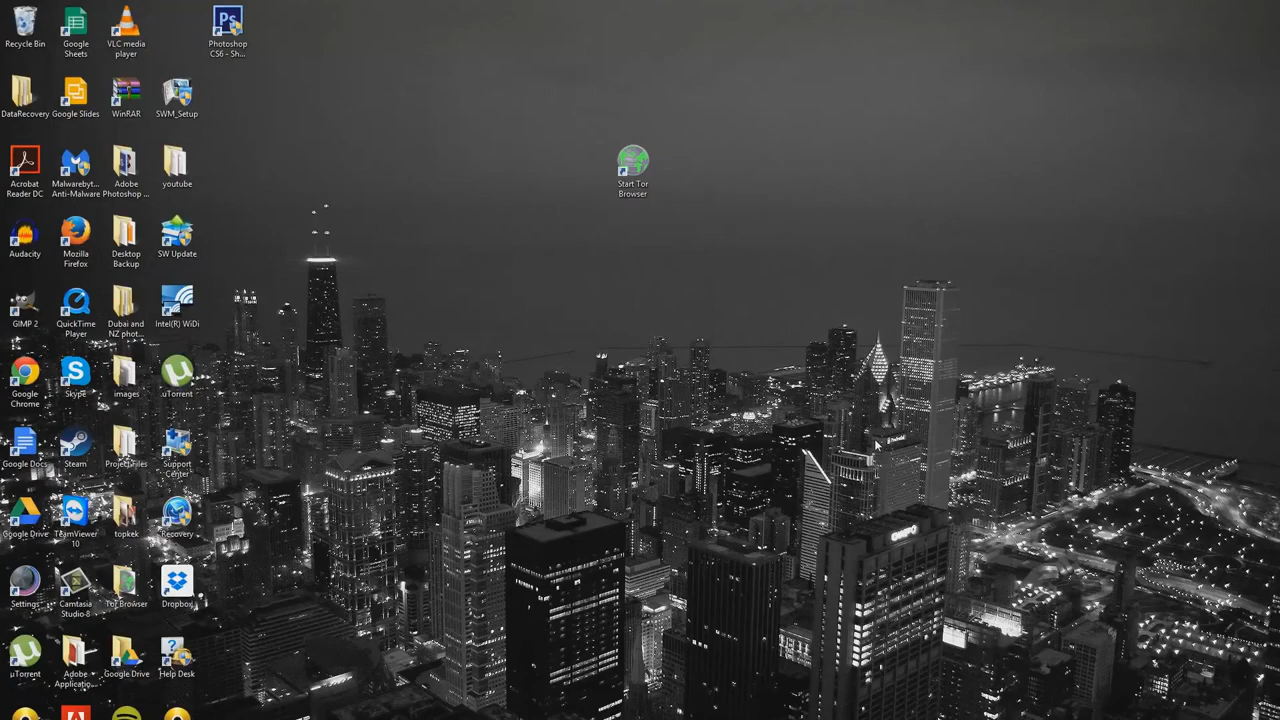 Recycle Bin
Google
Sheets
VLC media
player
Ps
Photoshop
CS6 - Sh...
DataRecovery
Google Slides
WinRAR
SWM_Setup
Acrobat
Reader DC
Malwarebyt...
Anti-Malware
Adobe
Photoshop ...
youtube
Start Tor
Browser
Audacity
Mozilla
Firefox
Desktop
Backup
SW Update
GIMP 2
QuickTime
Player
Dubai and
NZ phot...
Intel(R) WiDi
Google
Chrome
Skype
images
uTorrent
Google Docs
Steam
Project Files
Support
Center
Google Drive
TeamViewer
10
topkek
Recovery
Settings
Camtasia
Studio 8
Tor Browser
Dropbox
µTorrent
Adobe
Applicatio...
Google Drive
Help Desk